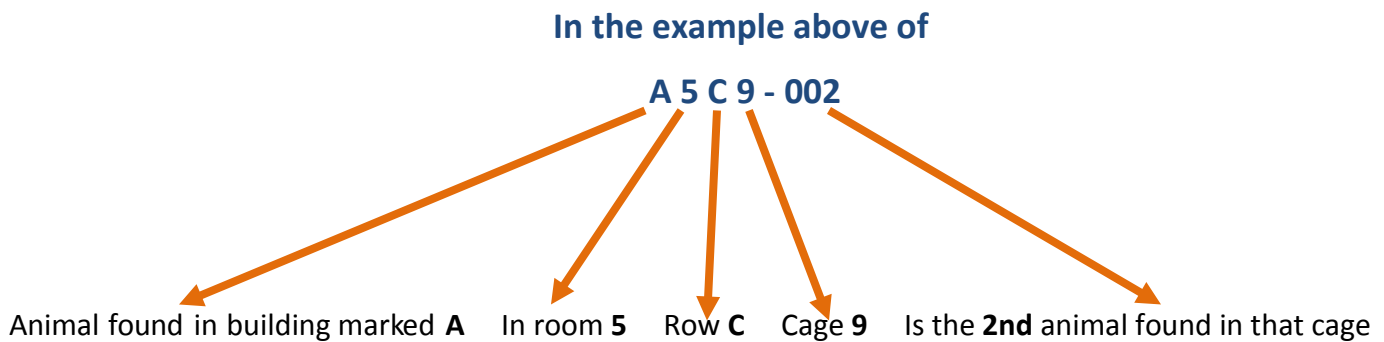 In the example above of
A 5 C 9 - 002
Animal found in building marked A In room 5 Row C Cage 9 Is the 2nd animal found in that cage